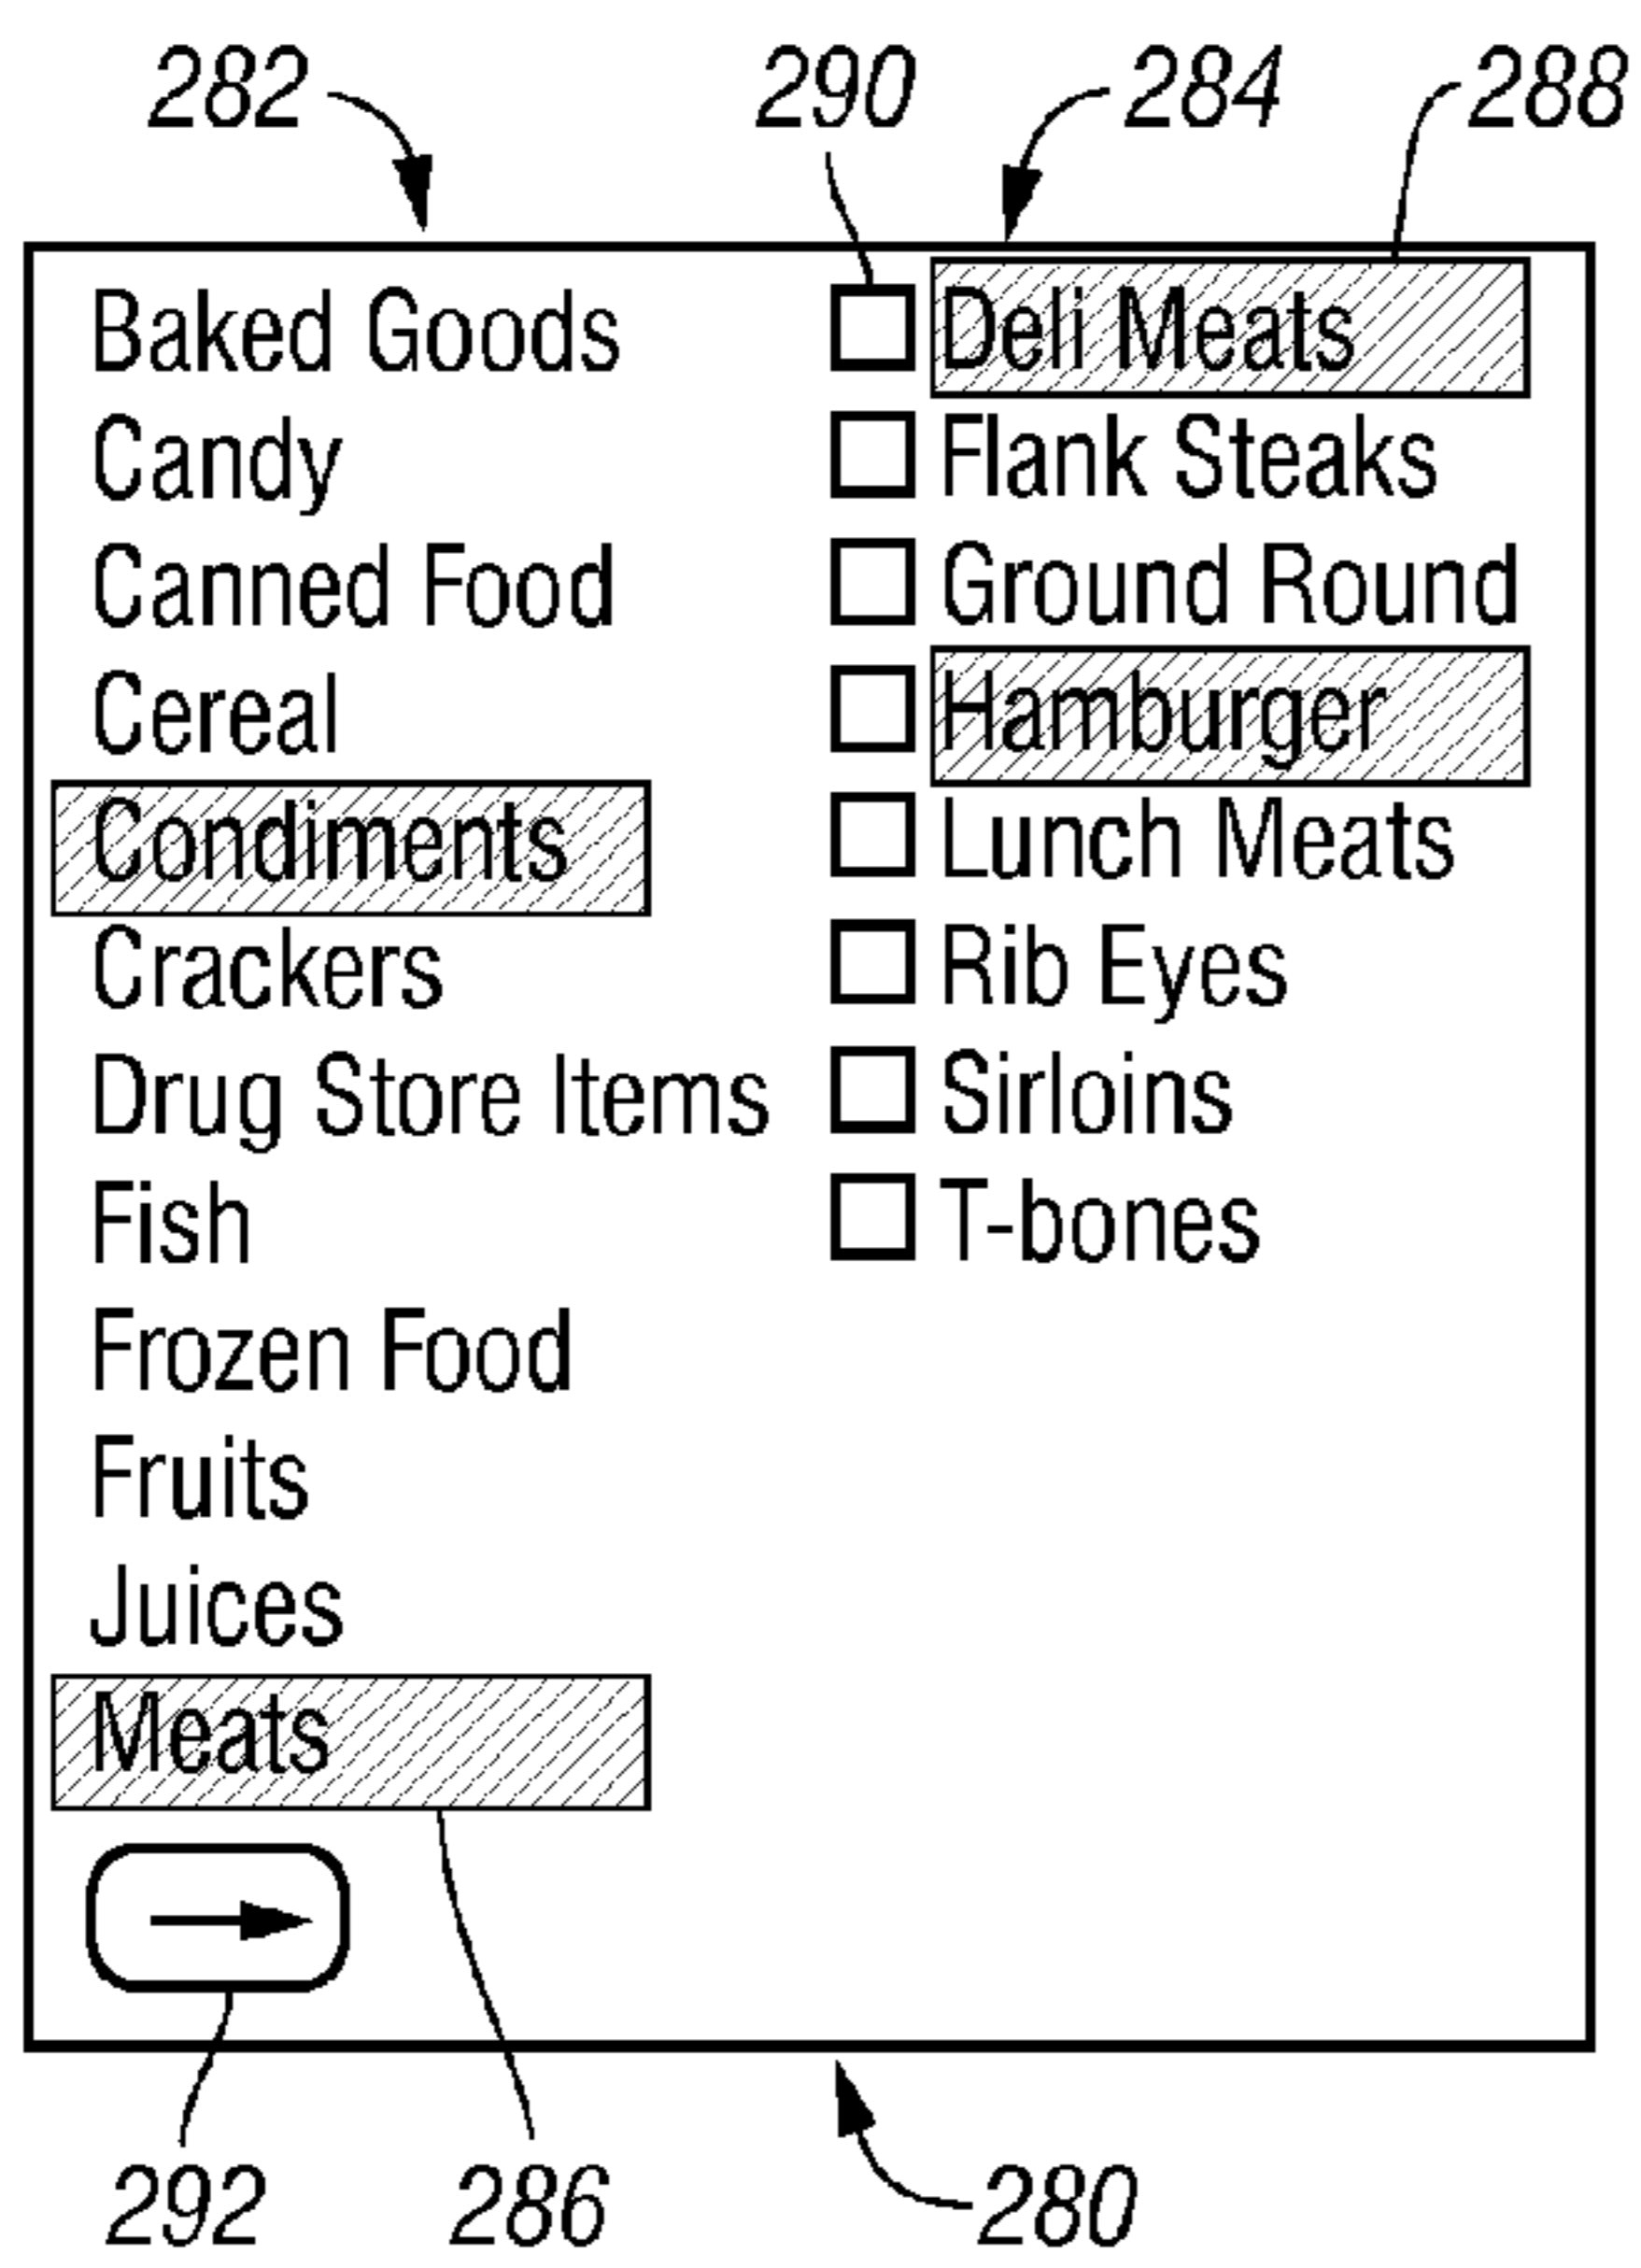 282 290 284 288
Baked Goods Deli Meats
Candy Flank Steaks
Canned Food Ground Round
Cereal Hamburger
Condiments Lunch Meats
Crackers Rib Eyes
Drug Store Items Sirloins
Fish T-bones
Frozen Food
Fruits
Juices
Meats
292 286 280